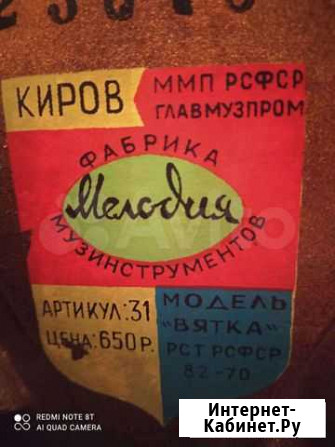 КИРОВ
ММП РСФСР
ГЛАВМУЗПРОМ
ФАБРИКА
Мелодия
МУЗИНСТРУМЕНТОВ
АРТИКУЛ:31
ЦЕНА:650 Р.
МОДЕЛЬ
"ВЯТКА"
РСТ РСФСР
82-70
Avito
REDMI NOTE 8T
AI QUAD CAMERA
Интернет-
Кабинет.Ру